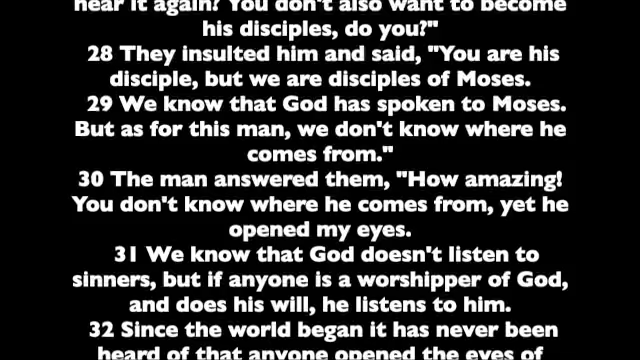 hear it again? You don't also want to become
his disciples, do you?"
28 They insulted him and said, "You are his
disciple, but we are disciples of Moses.
29 We know that God has spoken to Moses.
But as for this man, we don't know where he
comes from."
30 The man answered them, "How amazing!
You don't know where he comes from, yet he
opened my eyes.
31 We know that God doesn't listen to
sinners, but if anyone is a worshipper of God,
and does his will, he listens to him.
32 Since the world began it has never been
heard of that anyone opened the eyes of